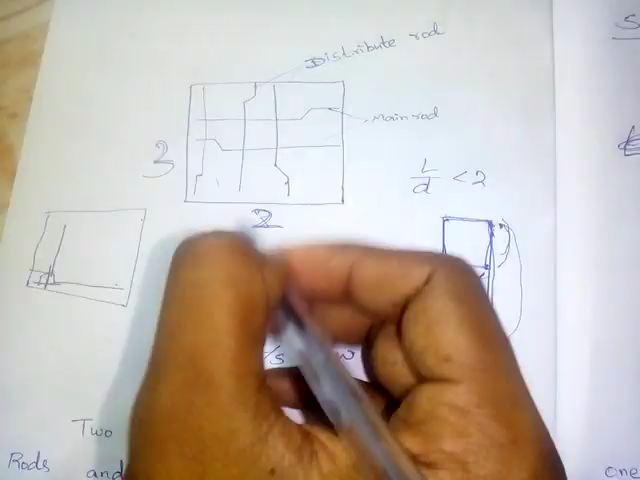 Distribute rod
Main rod
3
L/d < 2
2
Two
Rods and
one